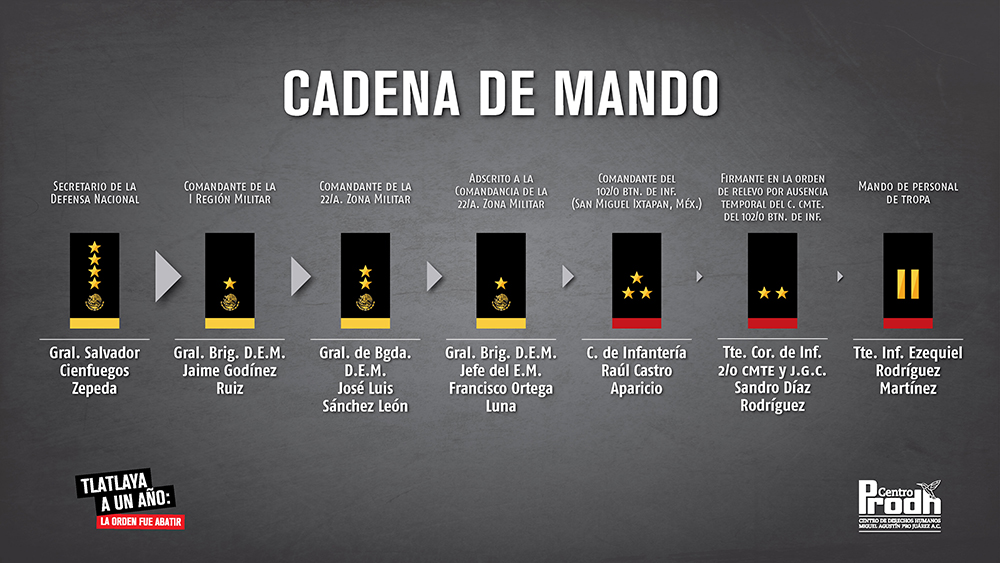 CADENA DE MANDO
SECRETARIO DE LA
DEFENSA NACIONAL
COMANDANTE DE LA
I REGIÓN MILITAR
COMANDANTE DE LA
22/A. ZONA MILITAR
ADSCRITO A LA
COMANDANCIA DE LA
22/A. ZONA MILITAR
COMANDANTE DEL
102/O BTN. DE INF.
(SAN MIGUEL IXTAPAN, MÉX.)
FIRMANTE EN LA ORDEN
DE RELEVO POR AUSENCIA
TEMPORAL DEL C. CMTE.
DEL 102/O BTN. DE INF.
MANDO DE PERSONAL
DE TROPA
Gral. Salvador
Cienfuegos
Zepeda
Gral. Brig. D.E.M.
Jaime Godínez
Ruiz
Gral. de Bgda.
D.E.M.
José Luis
Sánchez León
Gral. Brig. D.E.M.
Jefe del E.M.
Francisco Ortega
Luna
C. de Infantería
Raúl Castro
Aparicio
Tte. Cor. de Inf.
2/O CMTE y J.G.C.
Sandro Díaz
Rodríguez
Tte. Inf. Ezequiel
Rodríguez
Martínez
TLATLAYA
A UN AÑO:
LA ORDEN FUE ABATIR
Centro
Prodh
CENTRO DE DERECHOS HUMANOS
MIGUEL AGUSTÍN PRO JUÁREZ A.C.